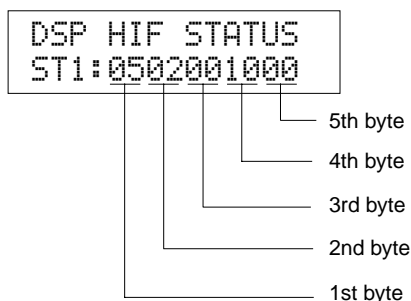 DSP HIF STATUS
ST1:0502001000
5th byte
4th byte
3rd byte
2nd byte
1st byte